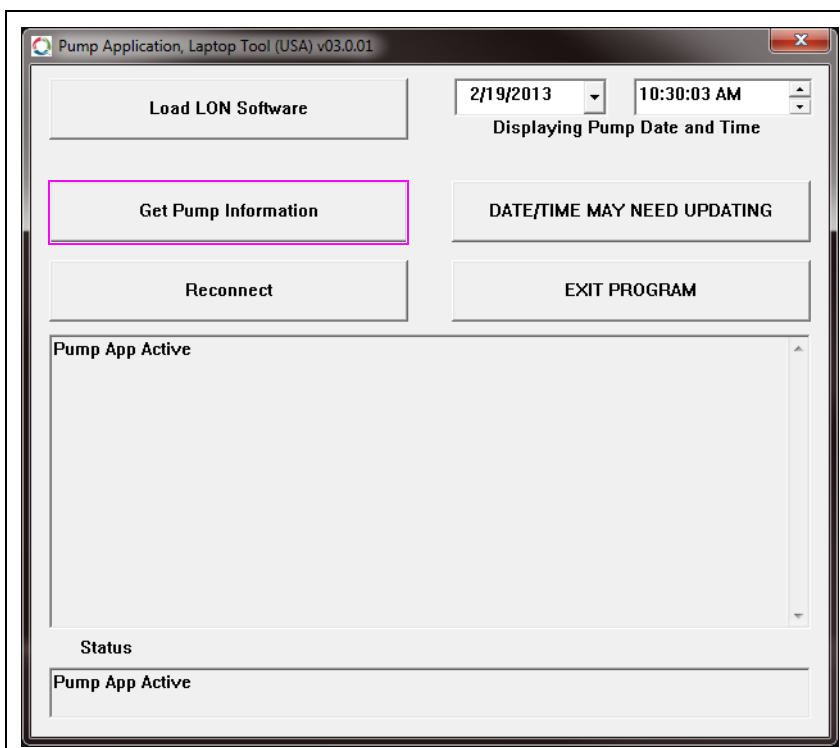 Pump Application, Laptop Tool (USA) v03.0.01
Load LON Software
2/19/2013
10:30:03 AM
Displaying Pump Date and Time
Get Pump Information
DATE/TIME MAY NEED UPDATING
Reconnect
EXIT PROGRAM
Pump App Active
Status
Pump App Active